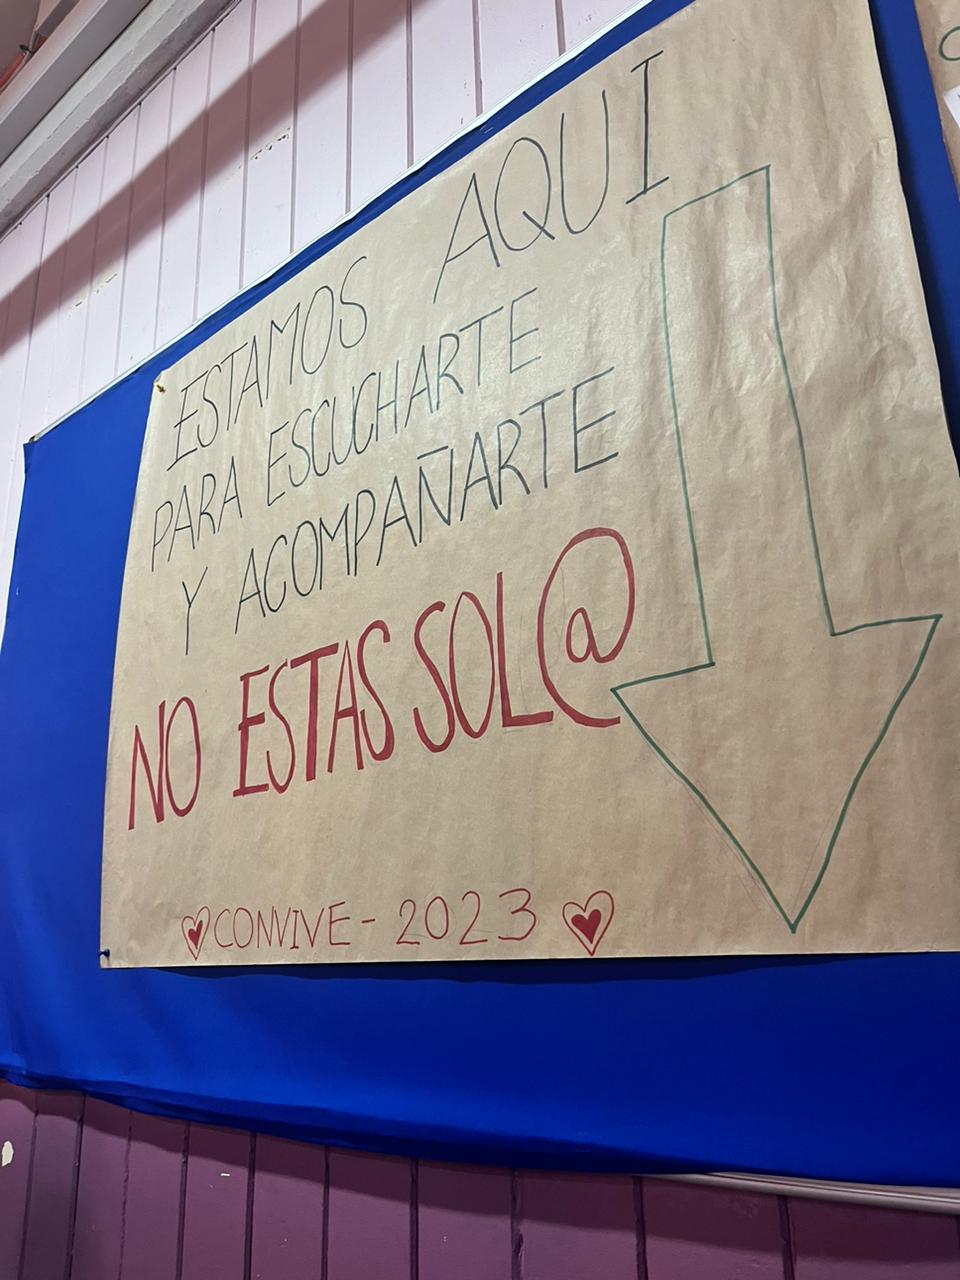 ESTAMOS AQUI
PARA ESCUCHARTE
Y ACOMPAÑARTE
NO ESTAS SOL@
CONVIVE - 2023